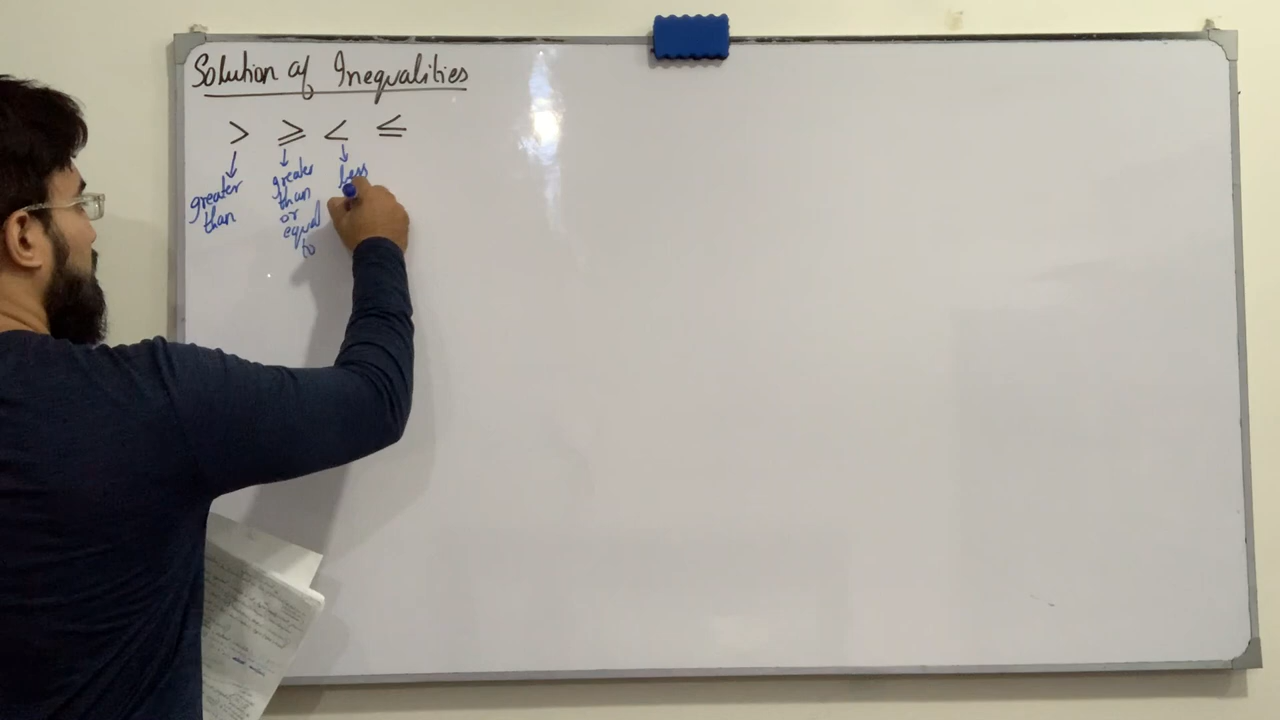 Solution of Inequalities
> ≥ < ≤
greater
than
greater
than
or
equal
to
less